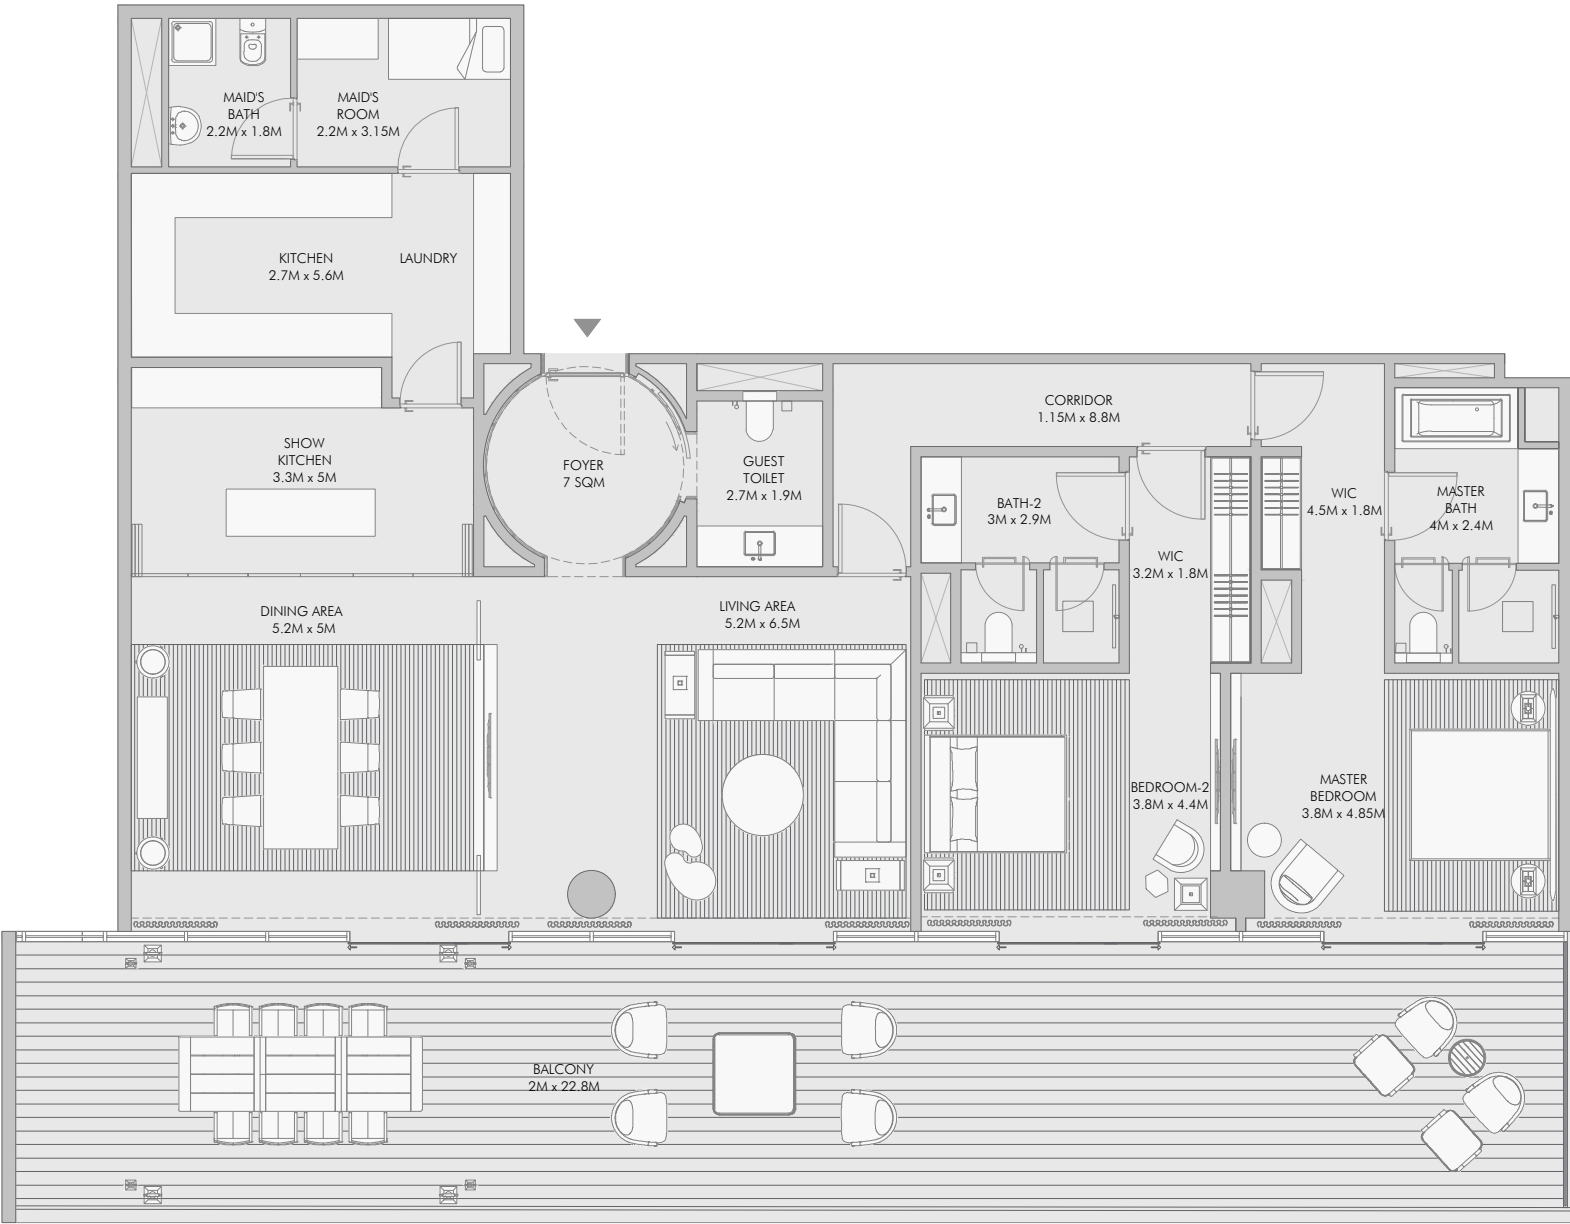 MAID'S
BATH
2.2M x 1.8M
MAID'S
ROOM
2.2M x 3.15M
KITCHEN
2.7M x 5.6M
LAUNDRY
SHOW
KITCHEN
3.3M x 5M
FOYER
7 SQM
GUEST
TOILET
2.7M x 1.9M
CORRIDOR
1.15M x 8.8M
BATH-2
3M x 2.9M
WIC
3.2M x 1.8M
WIC
4.5M x 1.8M
MASTER
BATH
4M x 2.4M
DINING AREA
5.2M x 5M
LIVING AREA
5.2M x 6.5M
BEDROOM-2
3.8M x 4.4M
MASTER
BEDROOM
3.8M x 4.85M
BALCONY
2M x 22.8M